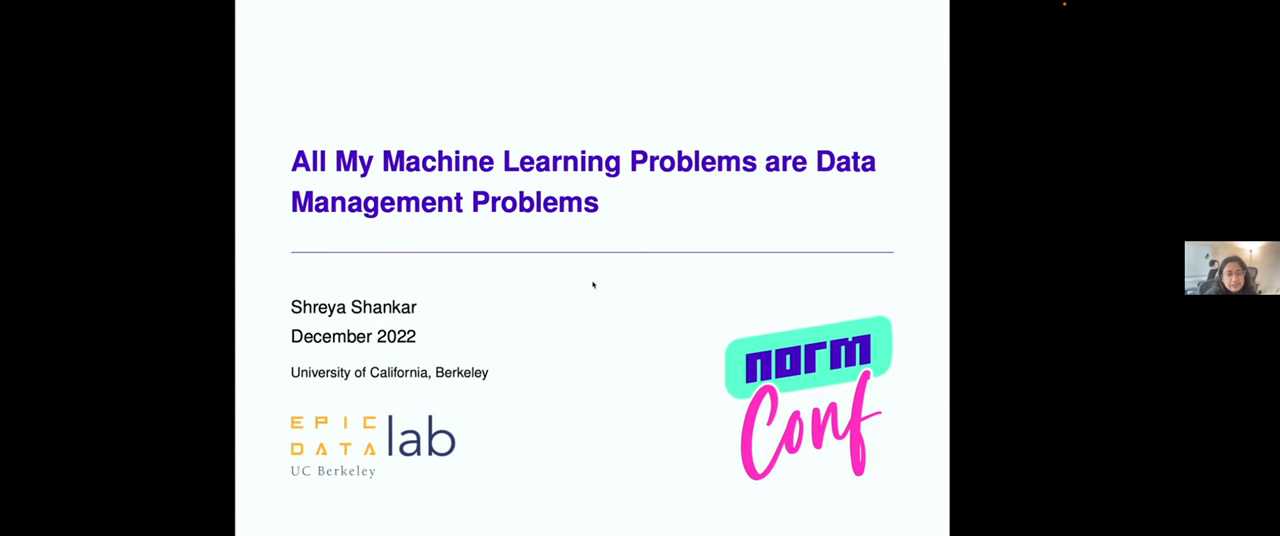 All My Machine Learning Problems are Data
Management Problems
Shreya Shankar
December 2022
University of California, Berkeley
EPIC
DATA lab
UC Berkeley
norm
Conf